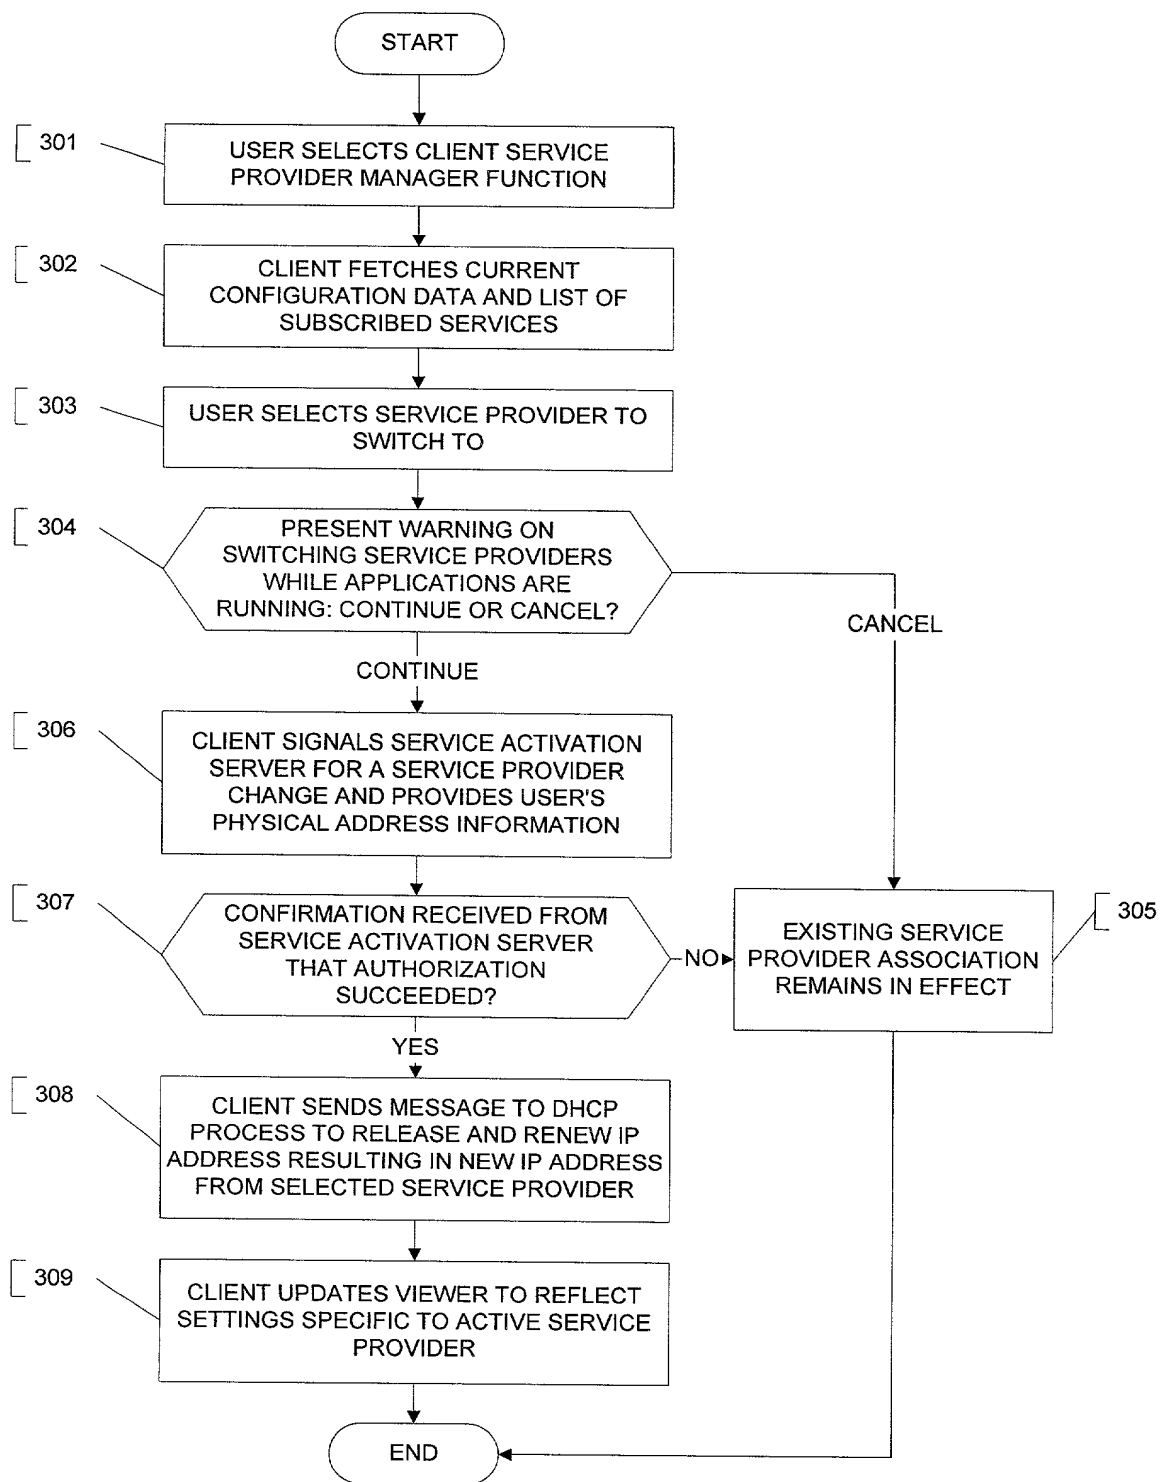 START
301
USER SELECTS CLIENT SERVICE
PROVIDER MANAGER FUNCTION
302
CLIENT FETCHES CURRENT
CONFIGURATION DATA AND LIST OF
SUBSCRIBED SERVICES
303
USER SELECTS SERVICE PROVIDER TO
SWITCH TO
304
PRESENT WARNING ON
SWITCHING SERVICE PROVIDERS
WHILE APPLICATIONS ARE
RUNNING: CONTINUE OR CANCEL?
CANCEL
CONTINUE
306
CLIENT SIGNALS SERVICE ACTIVATION
SERVER FOR A SERVICE PROVIDER
CHANGE AND PROVIDES USER'S
PHYSICAL ADDRESS INFORMATION
307
CONFIRMATION RECEIVED FROM
SERVICE ACTIVATION SERVER
THAT AUTHORIZATION
SUCCEEDED?
NO
305
EXISTING SERVICE
PROVIDER ASSOCIATION
REMAINS IN EFFECT
YES
308
CLIENT SENDS MESSAGE TO DHCP
PROCESS TO RELEASE AND RENEW IP
ADDRESS RESULTING IN NEW IP ADDRESS
FROM SELECTED SERVICE PROVIDER
309
CLIENT UPDATES VIEWER TO REFLECT
SETTINGS SPECIFIC TO ACTIVE SERVICE
PROVIDER
END